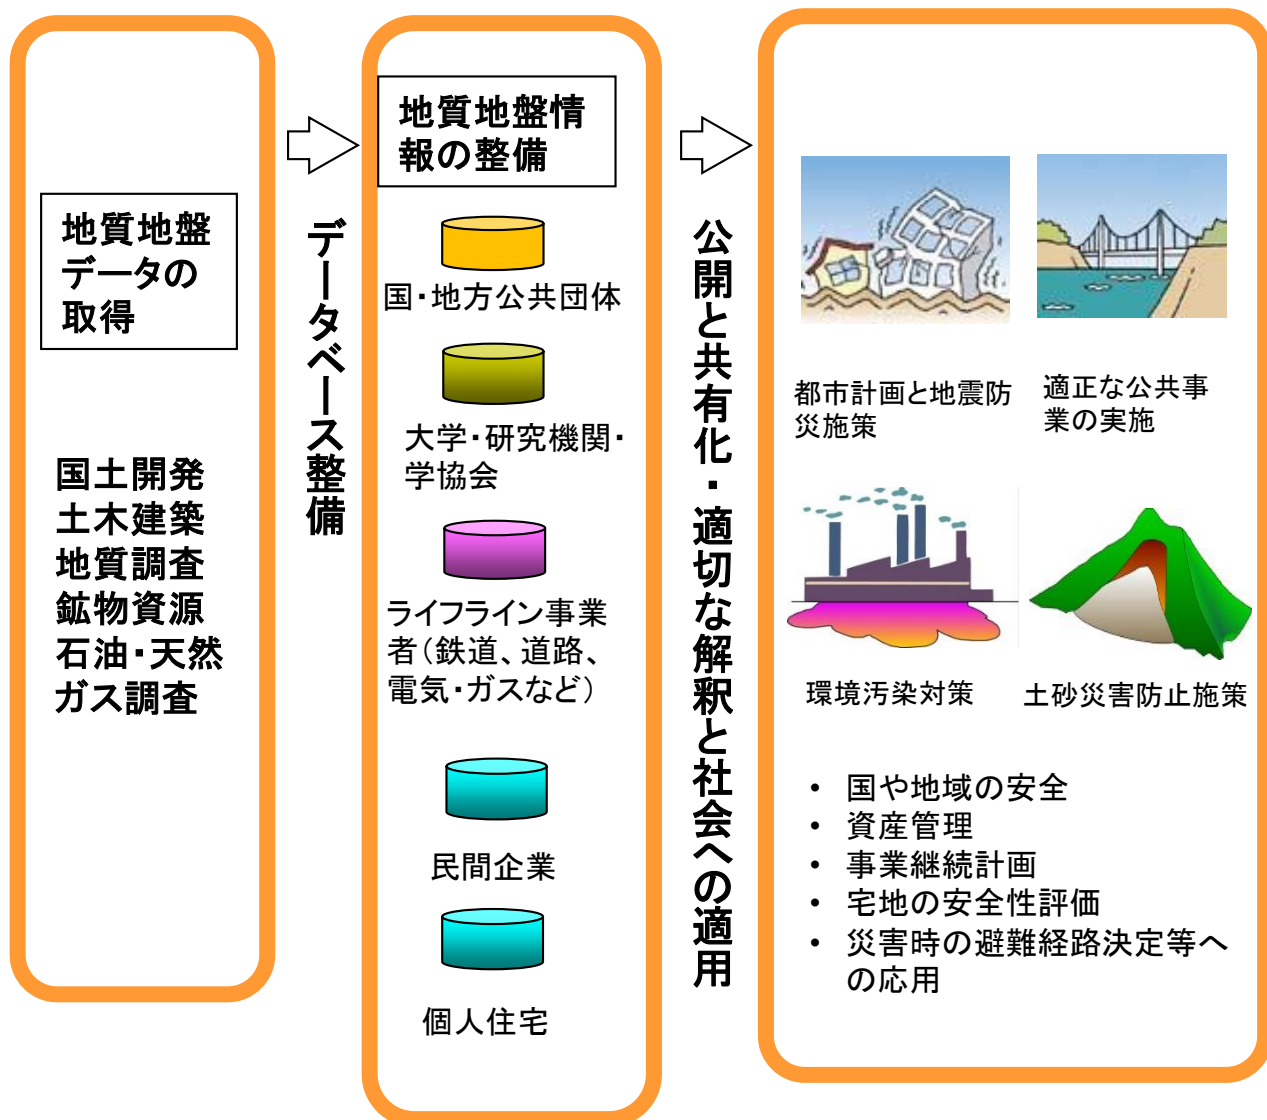 地質地盤
データの
取得
国土開発
土木建築
地質調査
鉱物資源
石油・天然
ガス調査
データベース整備
地質地盤情
報の整備
国・地方公共団体
大学・研究機関・
学協会
ライフライン事業
者（鉄道、道路、
電気・ガスなど）
民間企業
個人住宅
公開と共有化・適切な解釈と社会への適用
都市計画と地震防
災施策
適正な公共事
業の実施
環境汚染対策
土砂災害防止施策
• 国や地域の安全
• 資産管理
• 事業継続計画
• 宅地の安全性評価
• 災害時の避難経路決定等へ
の応用